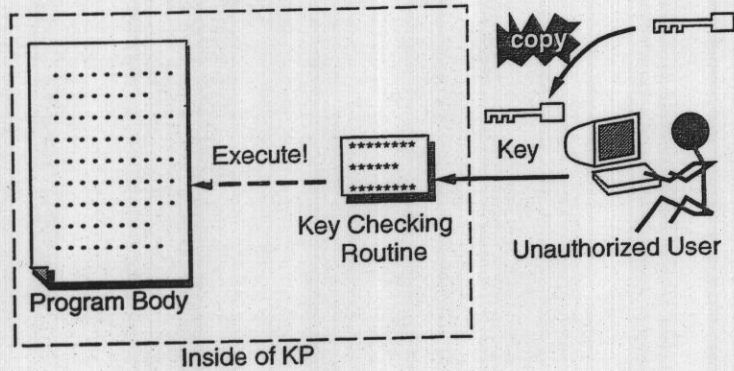 copy
Execute!
********
******
********
Key
Key Checking
Routine
Unauthorized User
Program Body
Inside of KP